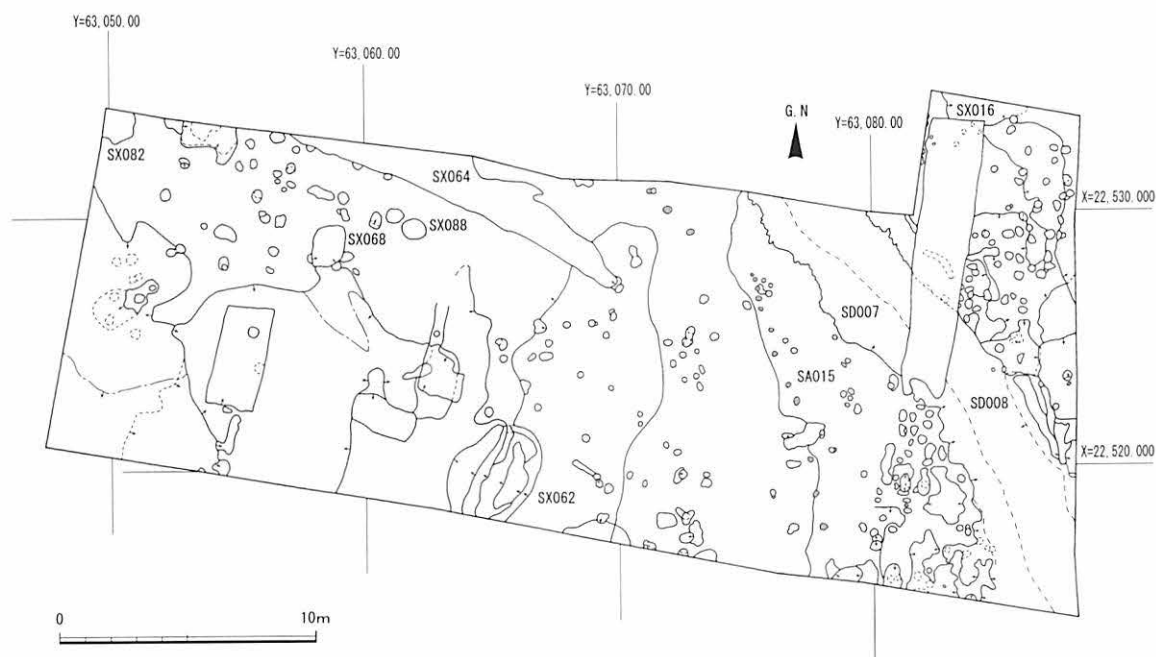 Y=63,050.00
Y=63,060.00
Y=63,070.00
G.N
Y=63,080.00
SX016
SX082
SX064
X=22,530.000
SX088
SX068
SD007
SA015
SD008
X=22,520.000
SX062
0
10m